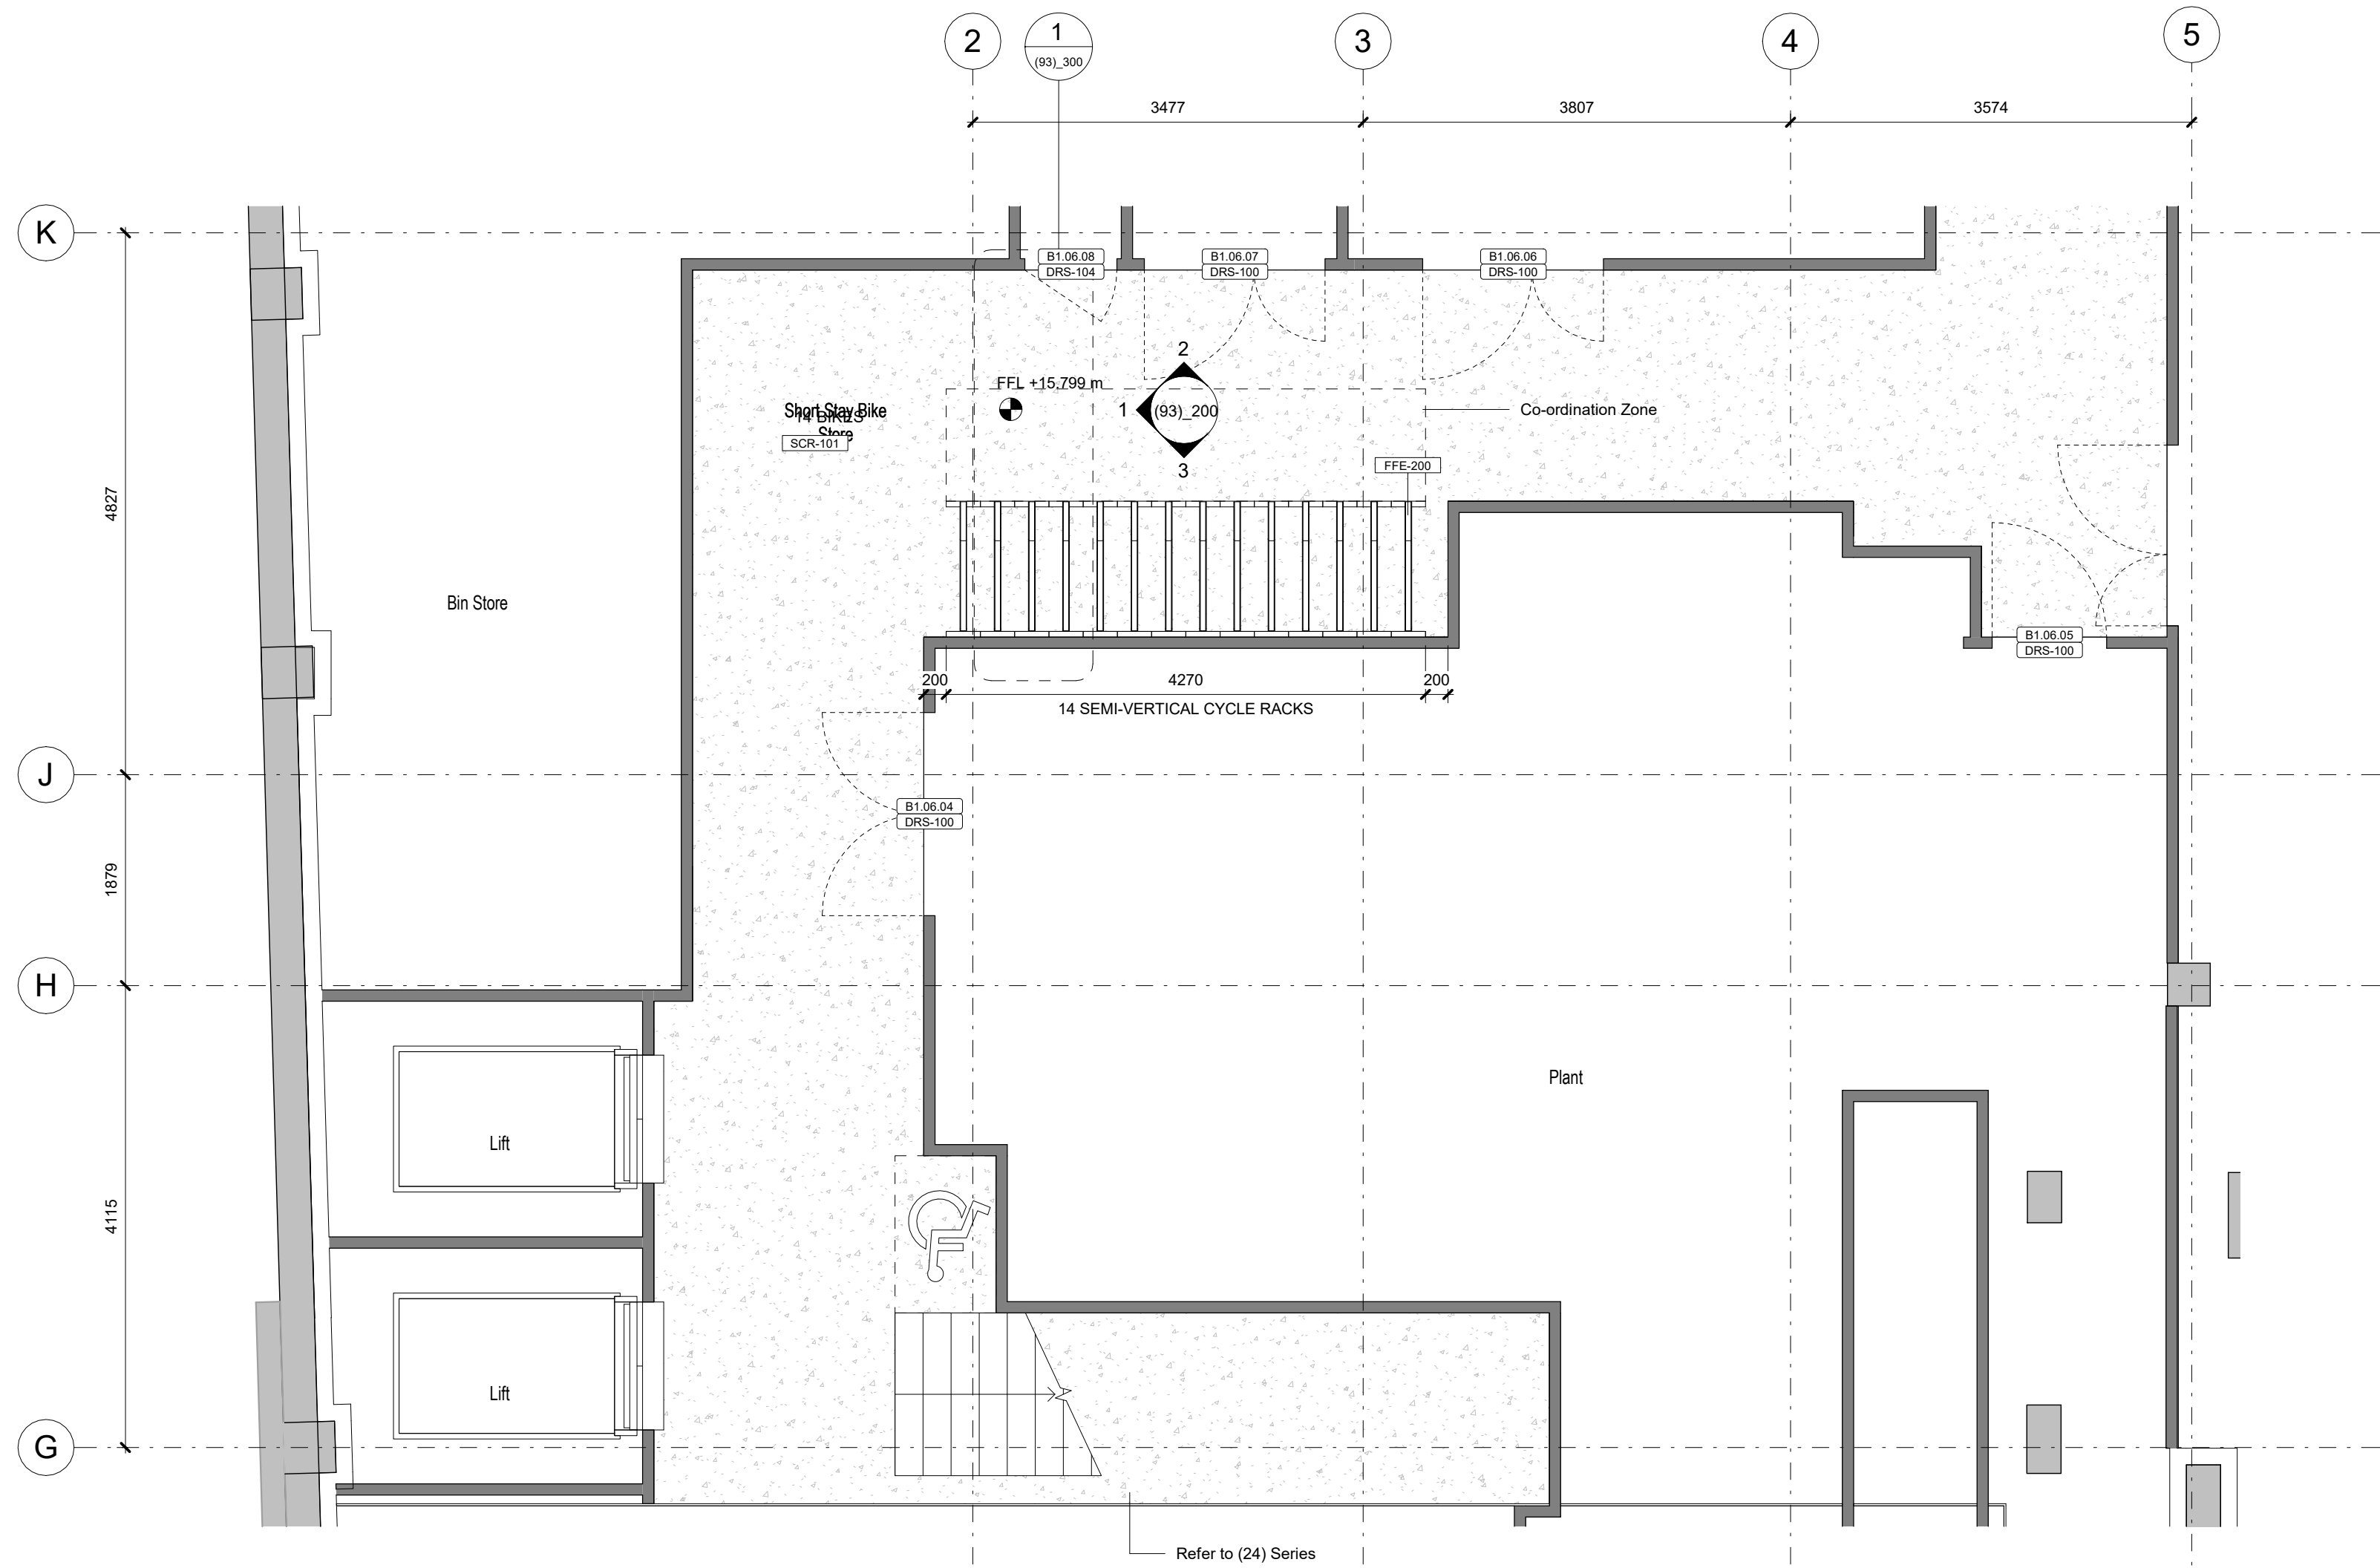 2
1
(93)_300
3
4
5
3477
3807
3574
K
B1.06.08
DRS-104
B1.06.07
DRS-100
B1.06.06
DRS-100
2
FFL +15.799 m
Short Stay Bike
Store
14 BIKES
SCR-101
1
(93)_200
3
Co-ordination Zone
FFE-200
4827
Bin Store
B1.06.05
DRS-100
200
4270
200
14 SEMI-VERTICAL CYCLE RACKS
J
B1.06.04
DRS-100
1879
H
Plant
Lift
4115
Lift
G
Refer to (24) Series